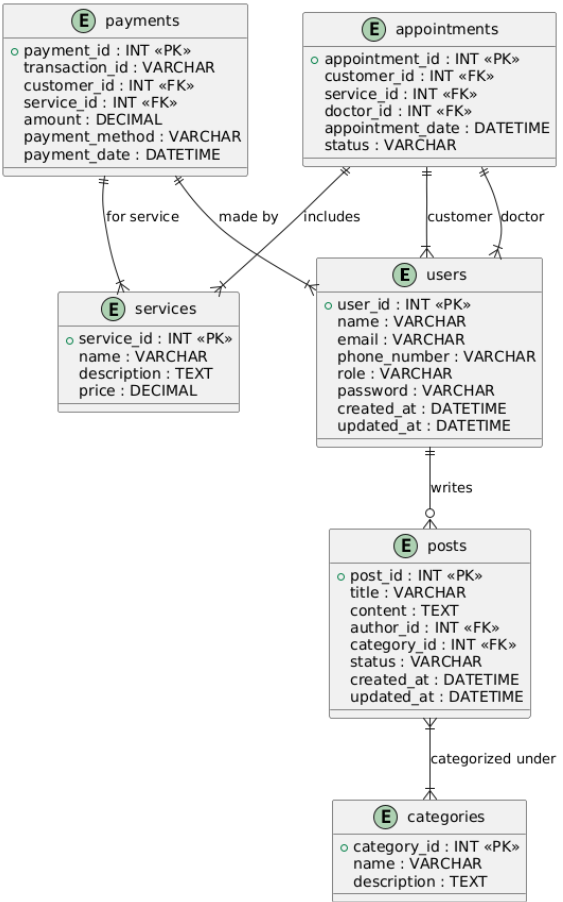 E payments
payment_id : INT «PK»
transaction_id : VARCHAR
customer_id : INT «FK»
service_id : INT «FK»
amount : DECIMAL
payment_method : VARCHAR
payment_date : DATETIME
E appointments
appointment_id : INT «PK»
customer_id : INT «FK»
service_id : INT «FK»
doctor_id : INT «FK»
appointment_date : DATETIME
status : VARCHAR
for service
made by
includes
customer
doctor
E services
service_id : INT «PK»
name : VARCHAR
description : TEXT
price : DECIMAL
E users
user_id : INT «PK»
name : VARCHAR
email : VARCHAR
phone_number : VARCHAR
role : VARCHAR
password : VARCHAR
created_at : DATETIME
updated_at : DATETIME
writes
E posts
post_id : INT «PK»
title : VARCHAR
content : TEXT
author_id : INT «FK»
category_id : INT «FK»
status : VARCHAR
created_at : DATETIME
updated_at : DATETIME
categorized under
E categories
category_id : INT «PK»
name : VARCHAR
description : TEXT